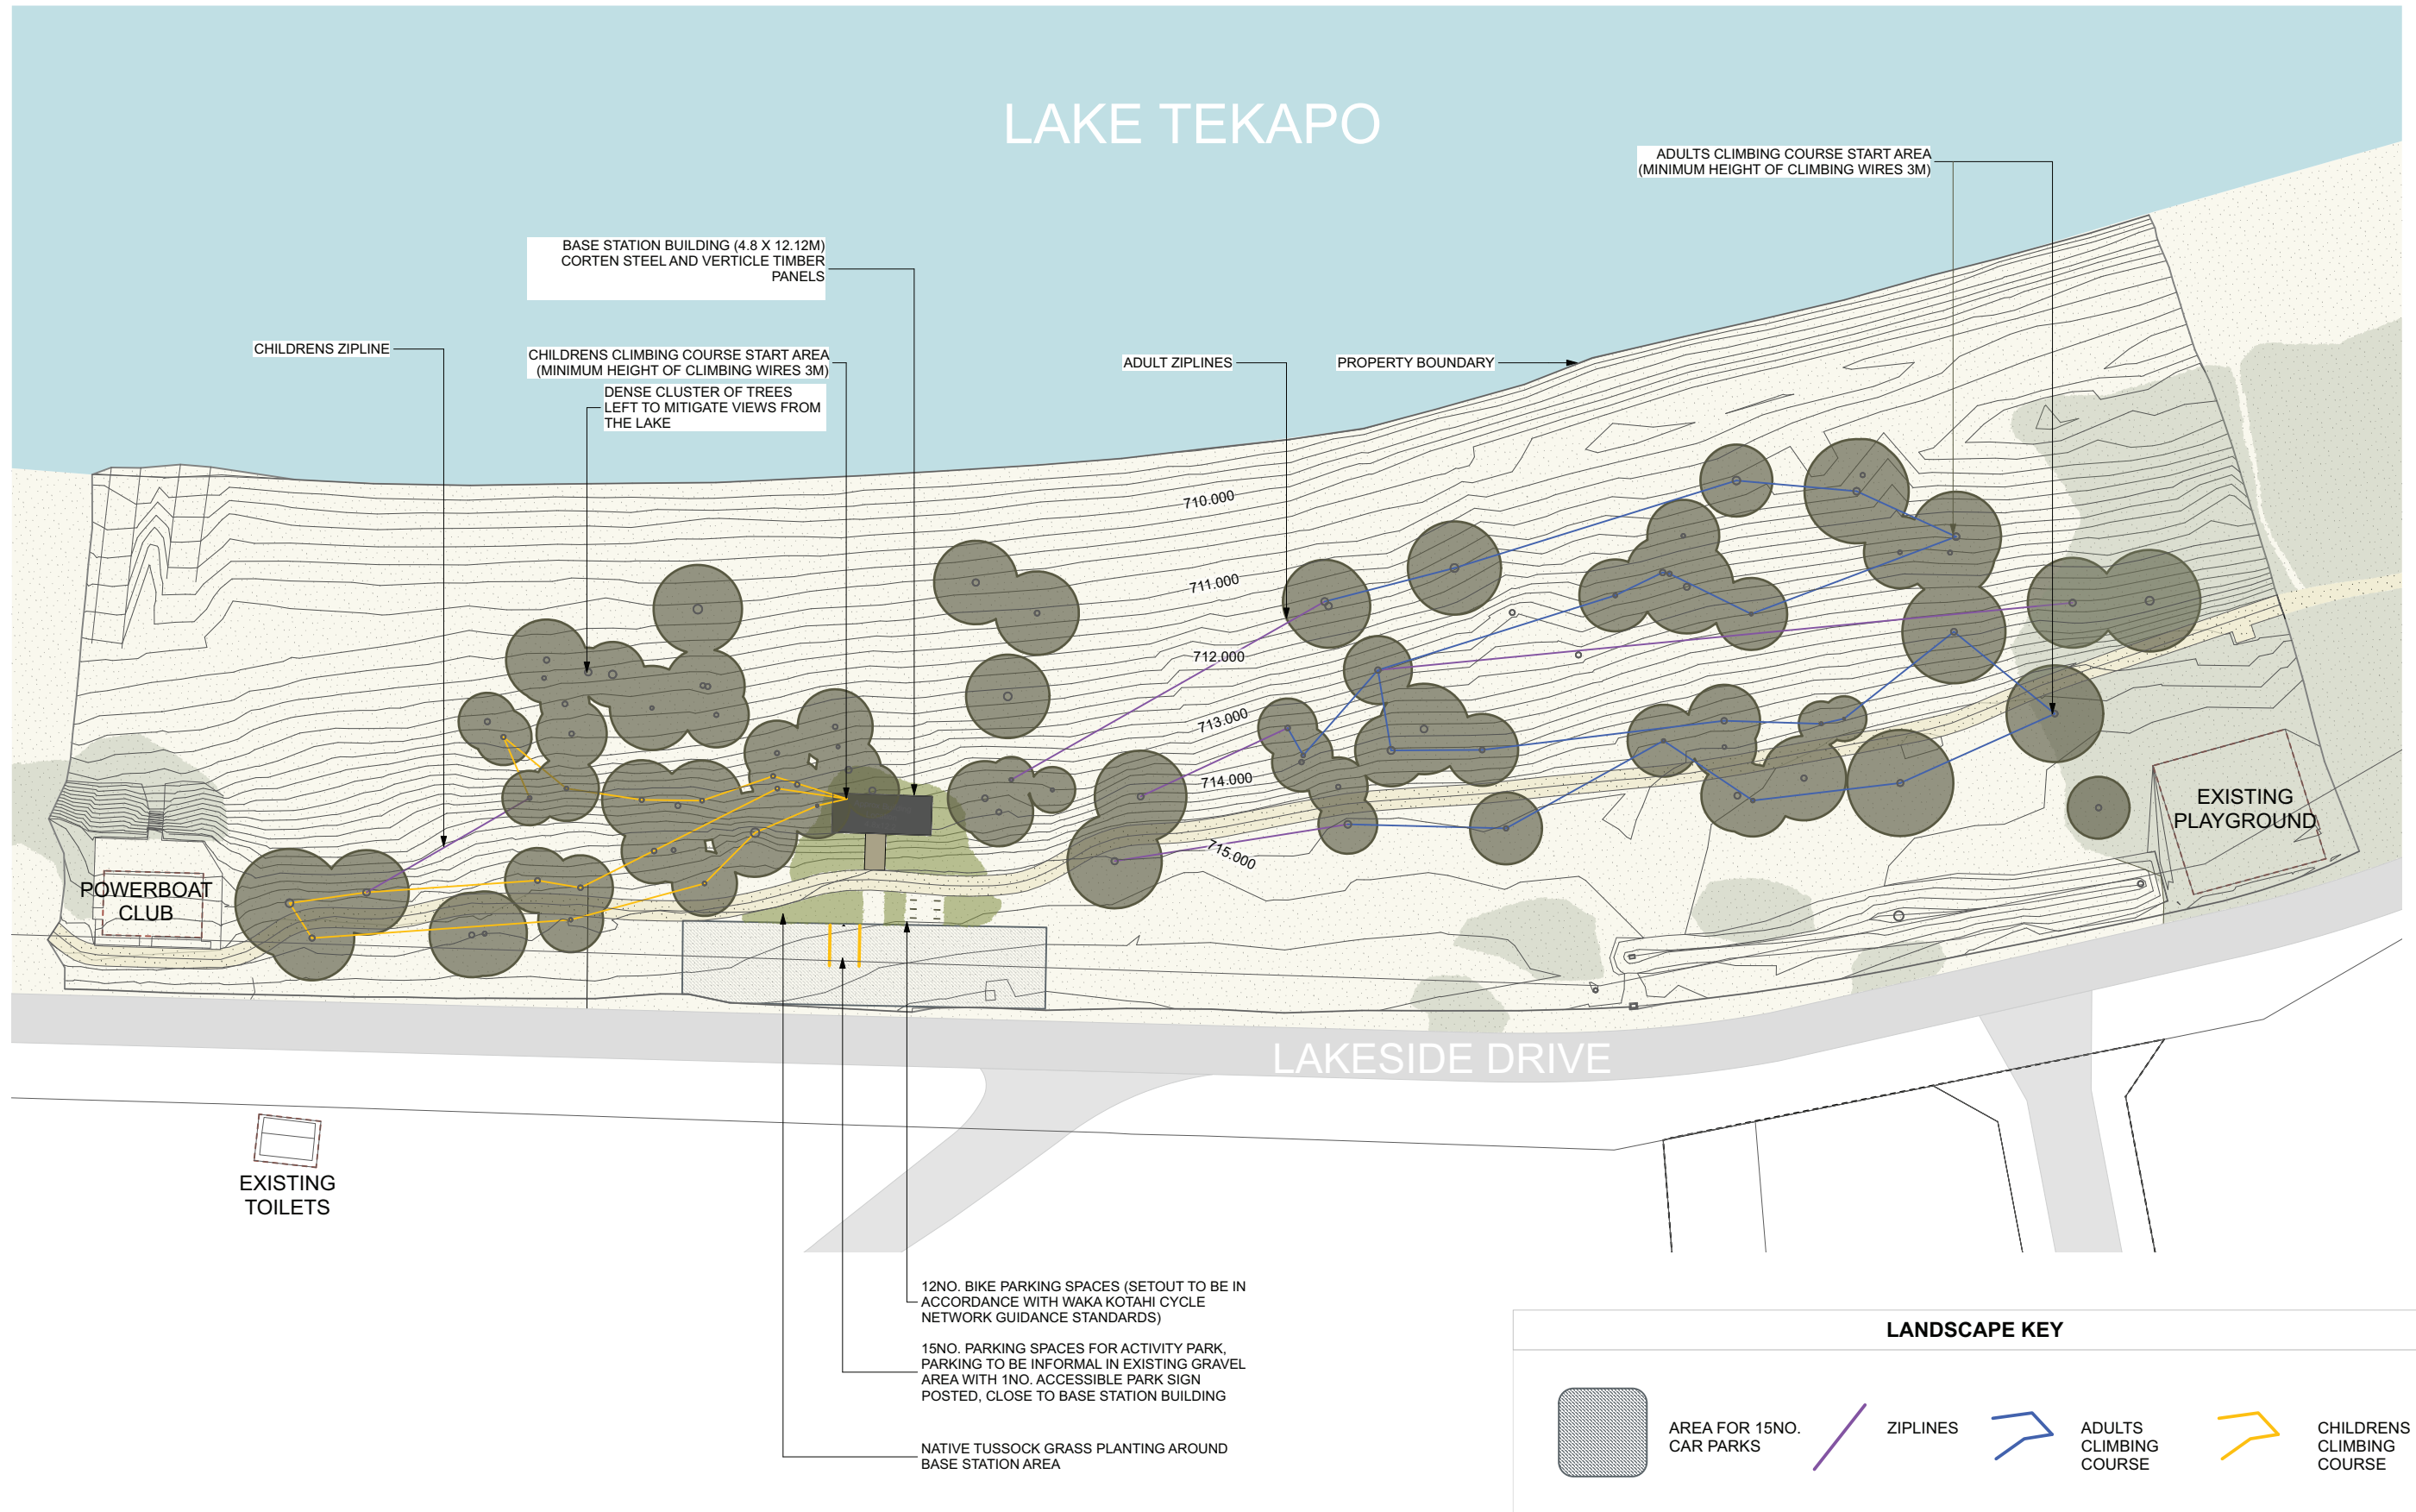 LAKE TEKAPO
ADULTS CLIMBING COURSE START AREA
(MINIMUM HEIGHT OF CLIMBING WIRES 3M)
BASE STATION BUILDING (4.8 X 12.12M)
CORTEN STEEL AND VERTICLE TIMBER
PANELS
CHILDRENS ZIPLINE
CHILDRENS CLIMBING COURSE START AREA
(MINIMUM HEIGHT OF CLIMBING WIRES 3M)
ADULT ZIPLINES
PROPERTY BOUNDARY
DENSE CLUSTER OF TREES
LEFT TO MITIGATE VIEWS FROM
THE LAKE
710.000
711.000
712.000
713.000
714.000
715.000
EXISTING
PLAYGROUND
POWERBOAT
CLUB
LAKESIDE DRIVE
EXISTING
TOILETS
12NO. BIKE PARKING SPACES (SETOUT TO BE IN
ACCORDANCE WITH WAKA KOTAHI CYCLE
NETWORK GUIDANCE STANDARDS)
15NO. PARKING SPACES FOR ACTIVITY PARK,
PARKING TO BE INFORMAL IN EXISTING GRAVEL
AREA WITH 1NO. ACCESSIBLE PARK SIGN
POSTED, CLOSE TO BASE STATION BUILDING
NATIVE TUSSOCK GRASS PLANTING AROUND
BASE STATION AREA
LANDSCAPE KEY
AREA FOR 15NO.
CAR PARKS
ZIPLINES
ADULTS
CLIMBING
COURSE
CHILDRENS
CLIMBING
COURSE